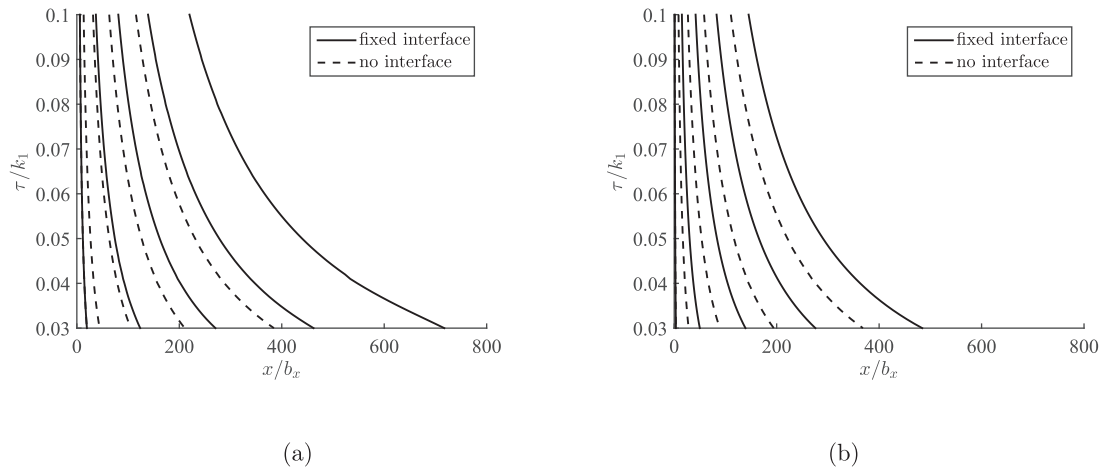 0.1
0.09
0.08
0.07
0.06
0.05
0.04
0.03
τ/k₁
0 200 400 600 800
x/bₓ
fixed interface
no interface
(a)
0.1
0.09
0.08
0.07
0.06
0.05
0.04
0.03
τ/k₁
0 200 400 600 800
x/bₓ
fixed interface
no interface
(b)